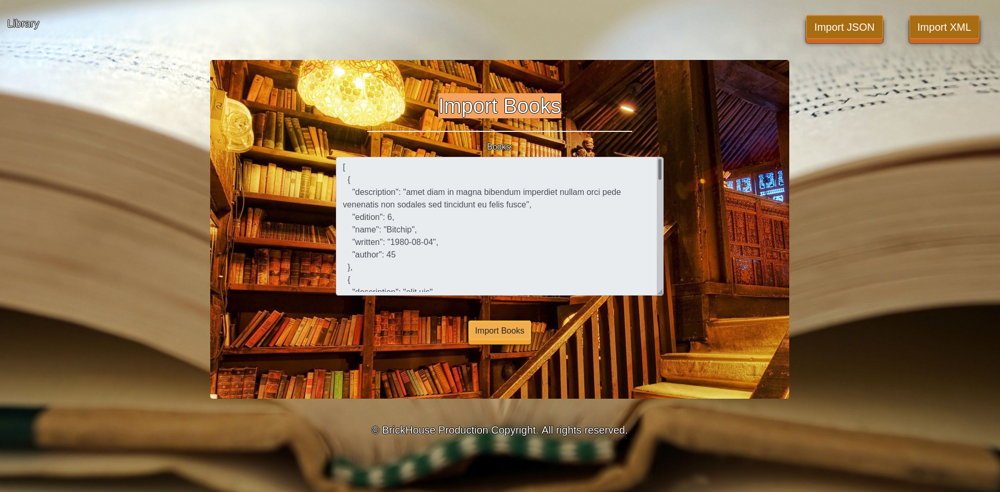 Library
Import JSON
Import XML
Import Books
Books:
[
{
"description": "amet diam in magna bibendum imperdiet nullam orci pede
venenatis non sodales sed tincidunt eu felis fusce",
"edition": 6,
"name": "Bitchip",
"written": "1980-08-04",
"author": 45
},
{
"description": "elit uis"
Import Books
© BrickHouse Production Copyright. All rights reserved.